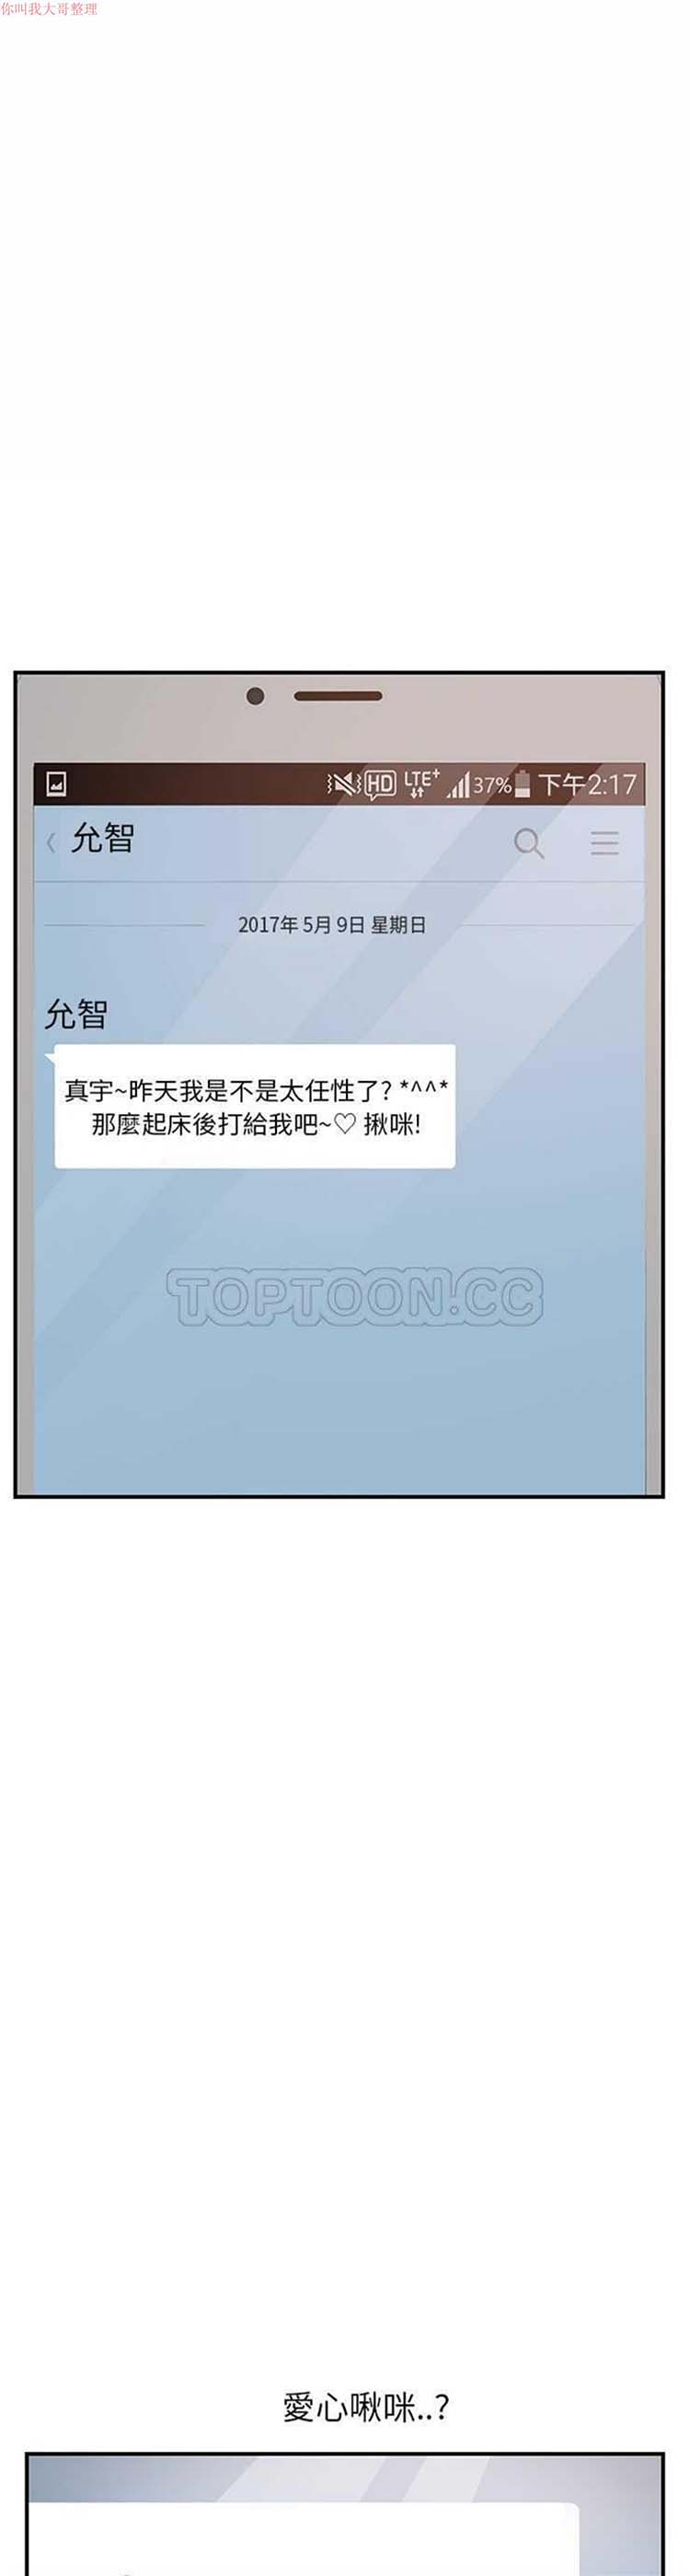 你叫我大哥整理
HD LTE+ 37% 下午2:17
允智
2017年 5月 9日 星期日
允智
真宇~昨天我是不是太任性了? *^^*
那麼起床後打給我吧~♡ 揪咪!
TOPTOON.CC
愛心啾咪..?